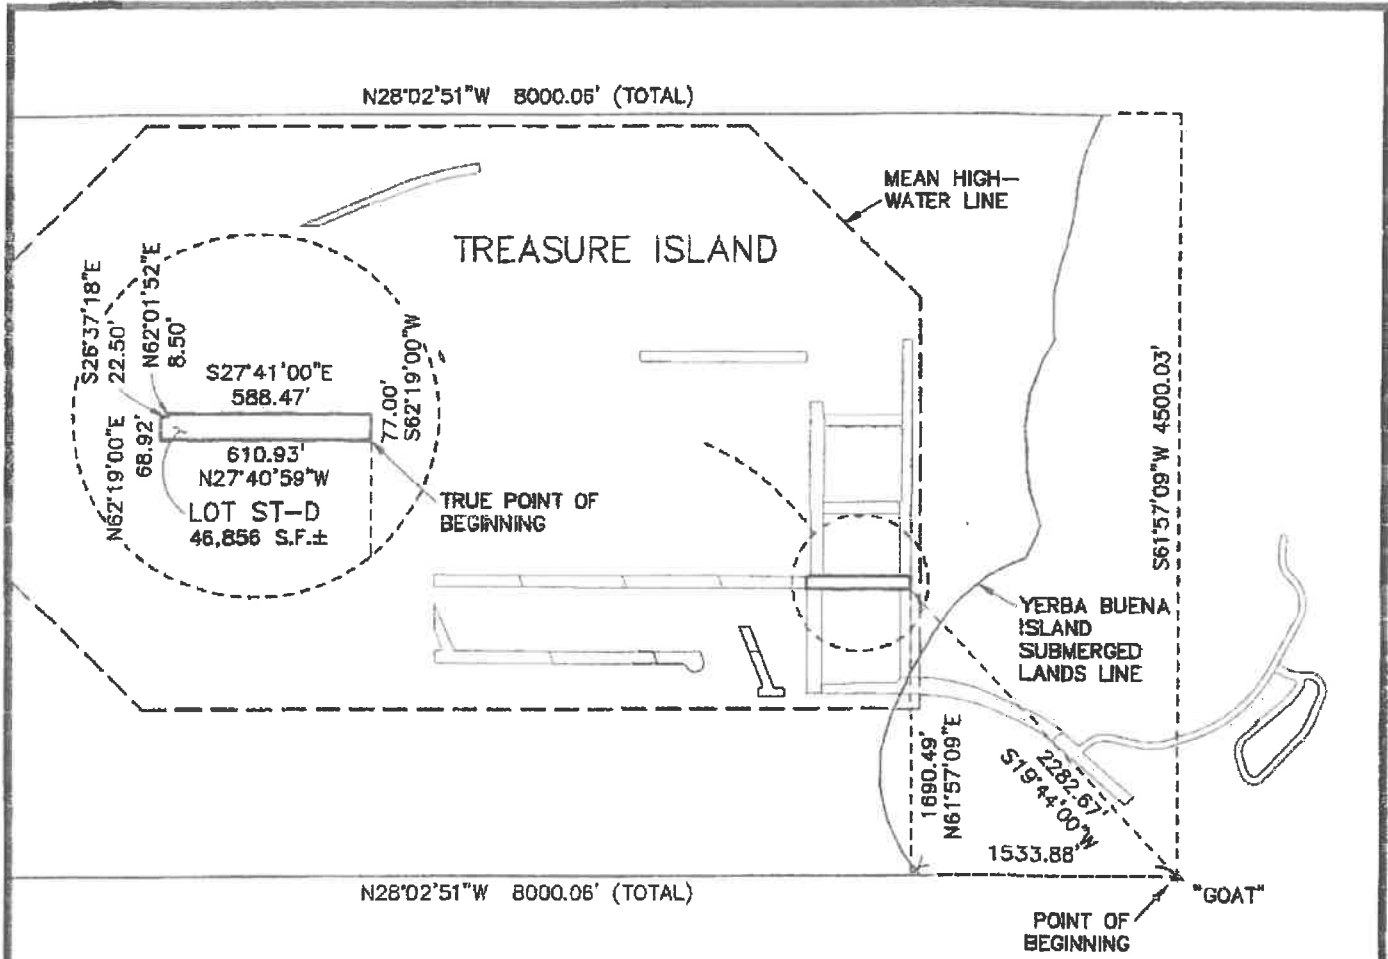 N28°02'51"W 8000.06' (TOTAL)
MEAN HIGH-
WATER LINE
TREASURE ISLAND
S26°37'18"E
22.50'
N62°01'52"E
8.50'
S27°41'00"E
588.47'
77.00'
S62°19'00"W
N62°19'00"E
68.92'
610.93'
N27°40'59"W
LOT ST-D
46,856 S.F.±
TRUE POINT OF
BEGINNING
S61°57'09"W 4500.03'
YERBA BUENA
ISLAND
SUBMERGED
LANDS LINE
1690.49'
N61°57'09"E
2282.67'
S19°44'00"W
1533.88'
N28°02'51"W 8000.06' (TOTAL)
"GOAT"
POINT OF
BEGINNING